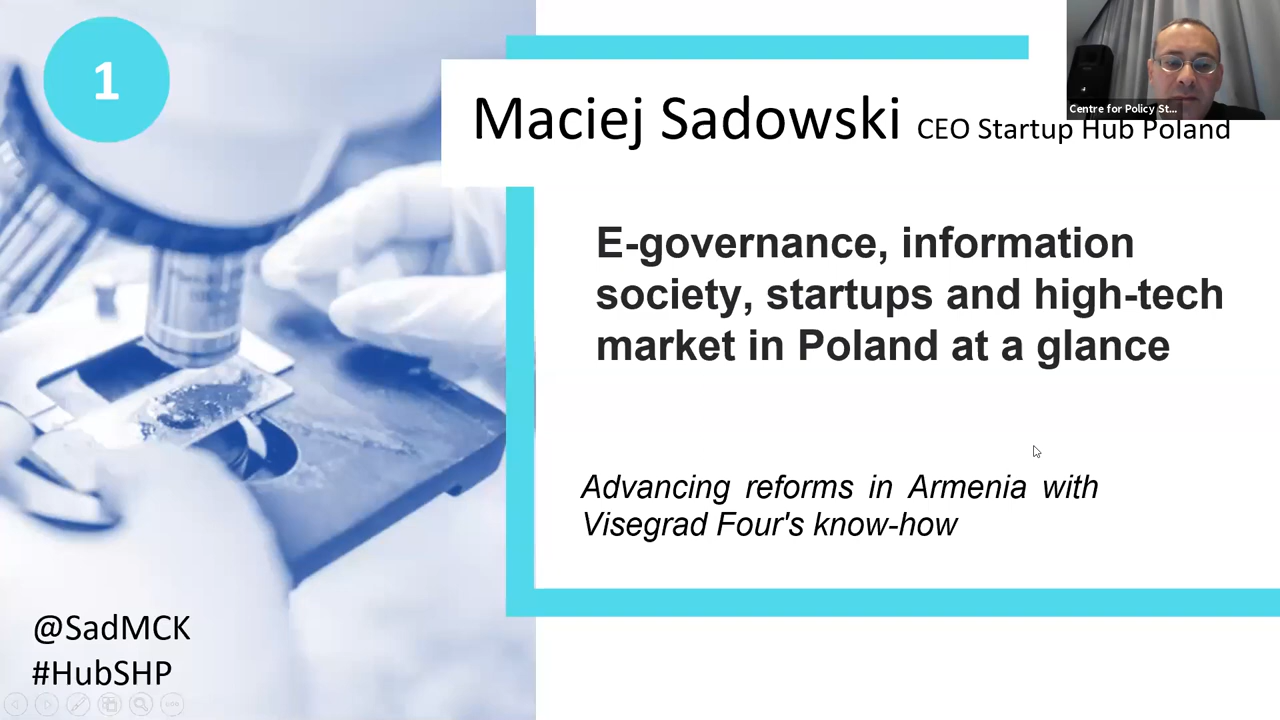 1
Maciej Sadowski CEO Startup Hub Poland
Centre for Policy St...
E-governance, information
society, startups and high-tech
market in Poland at a glance
Advancing reforms in Armenia with
Visegrad Four's know-how
@SadMCK
#HubSHP